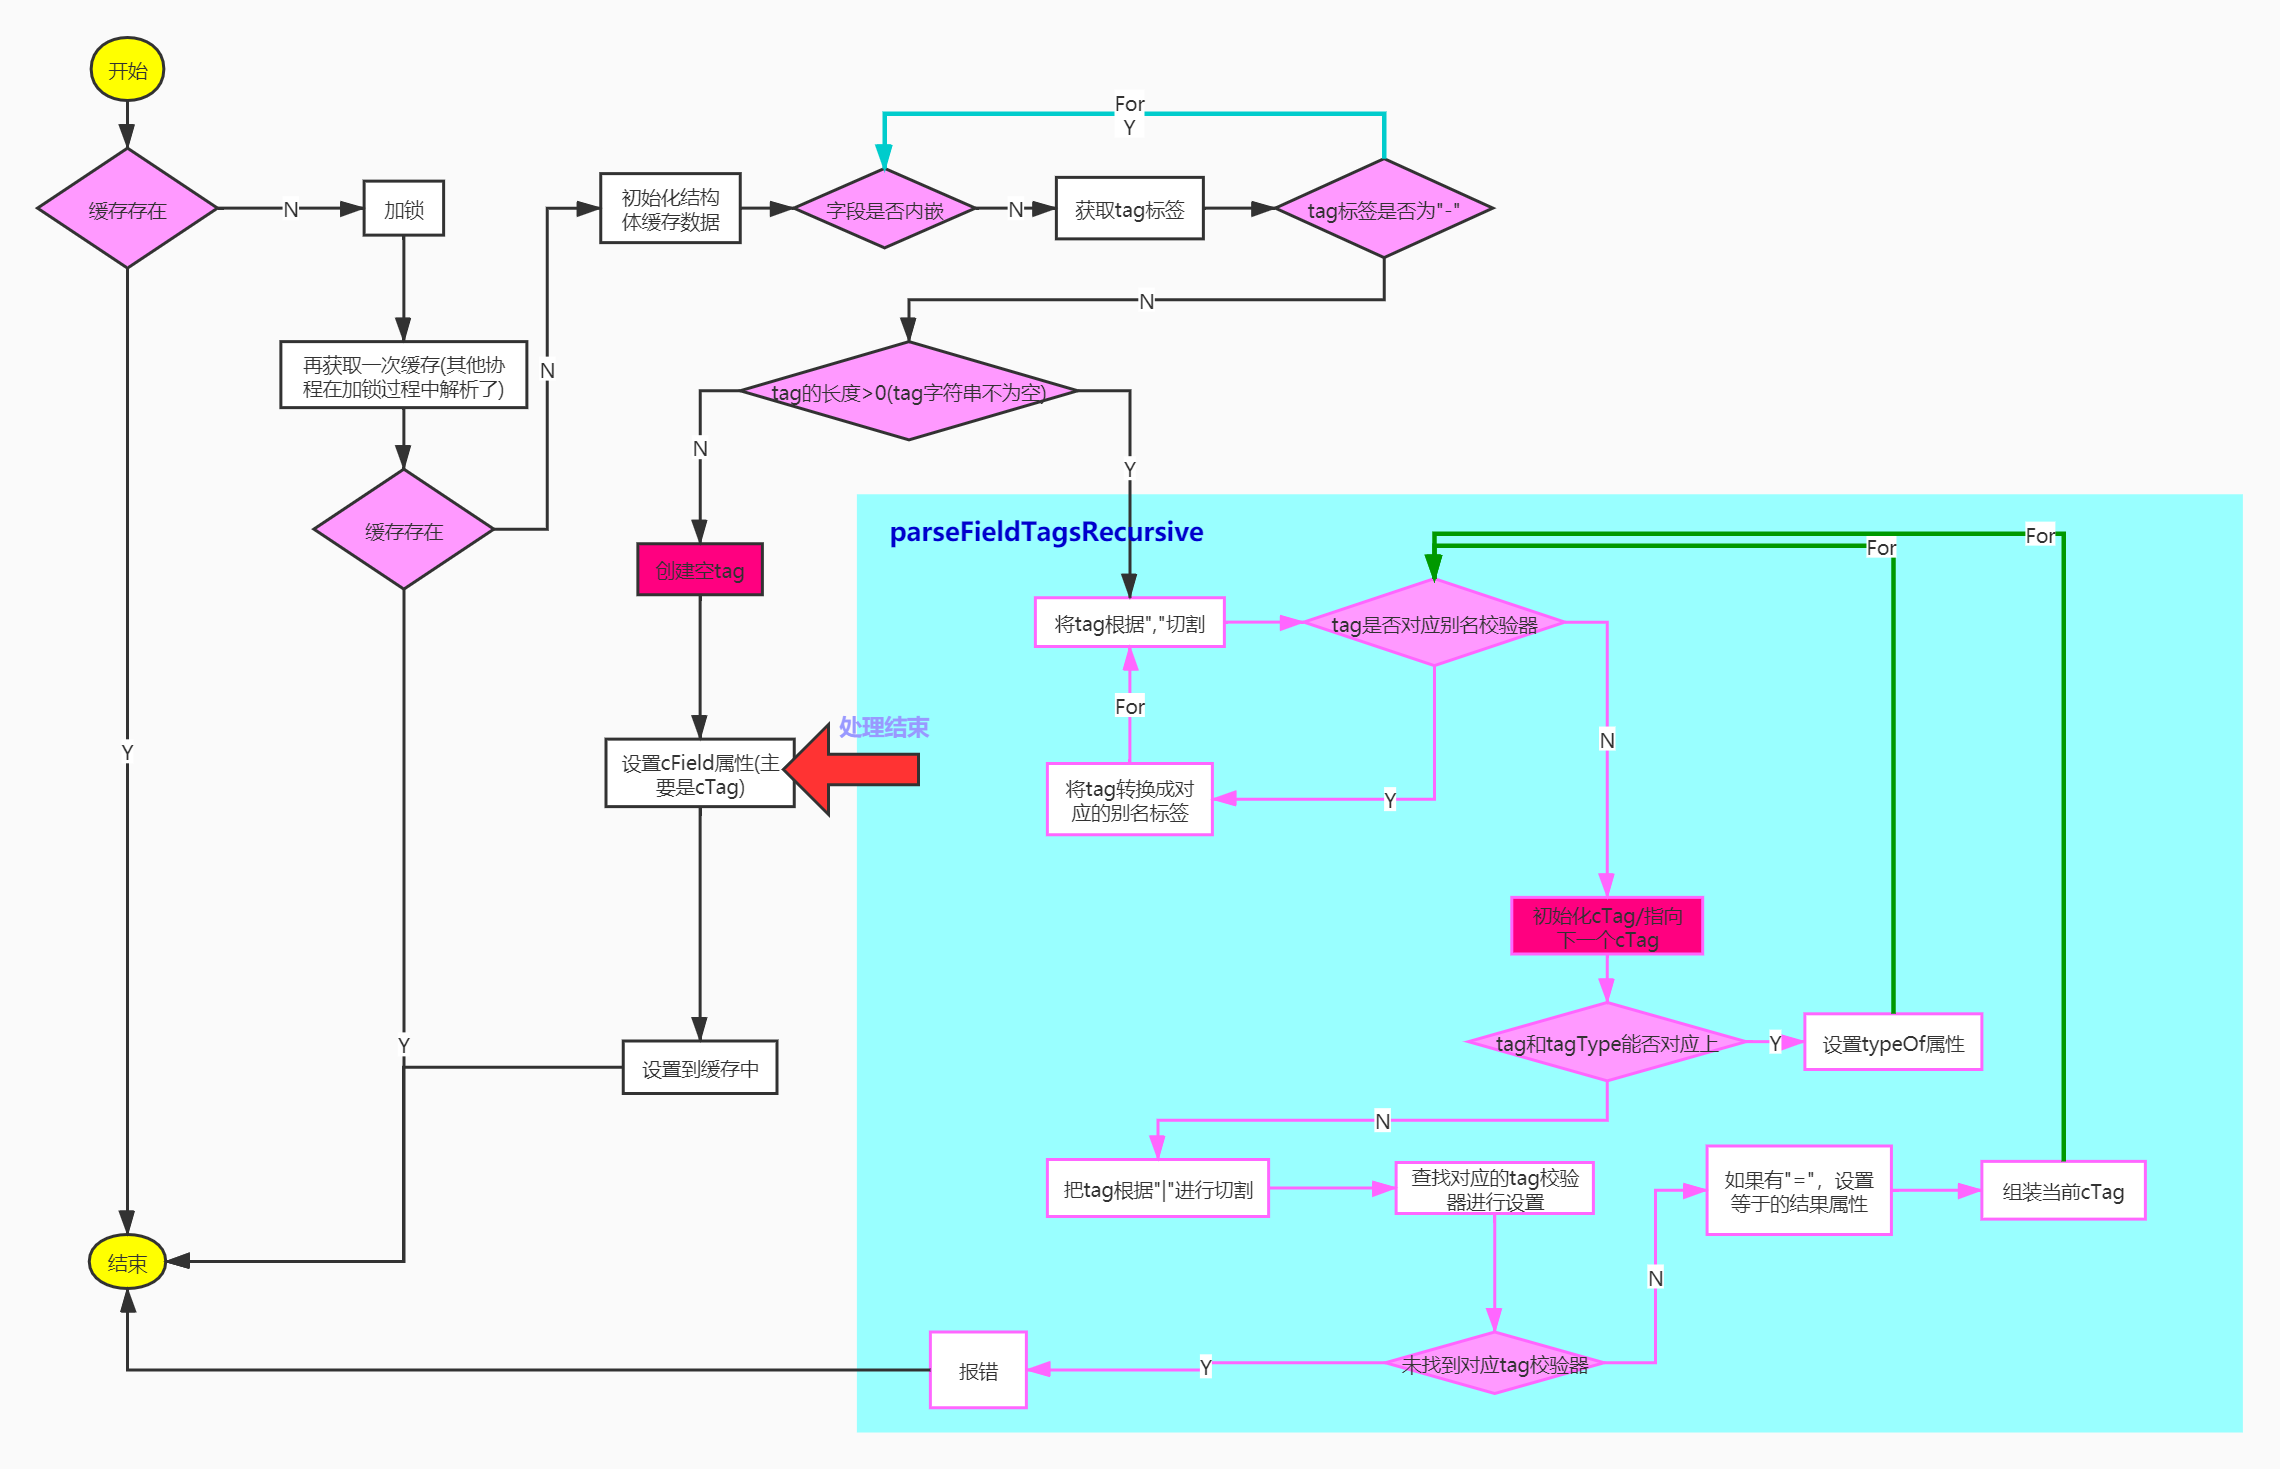 开始
For
Y
缓存存在
N
加锁
初始化结构
体缓存数据
字段是否内嵌
N
获取tag标签
tag标签是否为"-"
N
再获取一次缓存(其他协
程在加锁过程中解析了)
N
tag的长度>0(tag字符串不为空)
N
Y
缓存存在
parseFieldTagsRecursive
For
For
创建空tag
将tag根据","切割
tag是否对应别名校验器
For
处理结束
N
Y
设置cField属性(主
要是cTag)
将tag转换成对
应的别名标签
Y
初始化cTag/指向
下一个cTag
Y
tag和tagType能否对应上
Y
设置typeOf属性
设置到缓存中
N
把tag根据"|"进行切割
查找对应的tag校验
器进行设置
如果有"=",设置
等于的结果属性
组装当前cTag
结束
N
报错
Y
未找到对应tag校验器